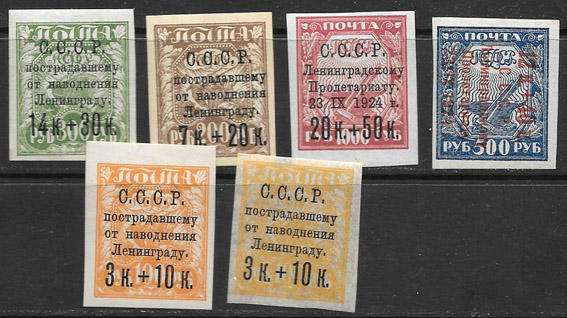 С.С.С.Р.
пострадавшему
от наводнения
Ленинграду.
14 к.+30 к.
ПОЧТА
С.С.С.Р.
пострадавшему
от наводнения
Ленинграду.
7 к.+20 к.
ПОЧТА
С.С.С.Р.
Ленинградскому
Пролетариату.
23 IX 1924 г.
20 к.+50 к.
ПОЧТА
РУБ 500 РУБ
ПОЧТА
С.С.С.Р.
пострадавшему
от наводнения
Ленинграду.
3 к.+10 к.
С.С.С.Р.
пострадавшему
от наводнения
Ленинграду.
3 к.+10 к.